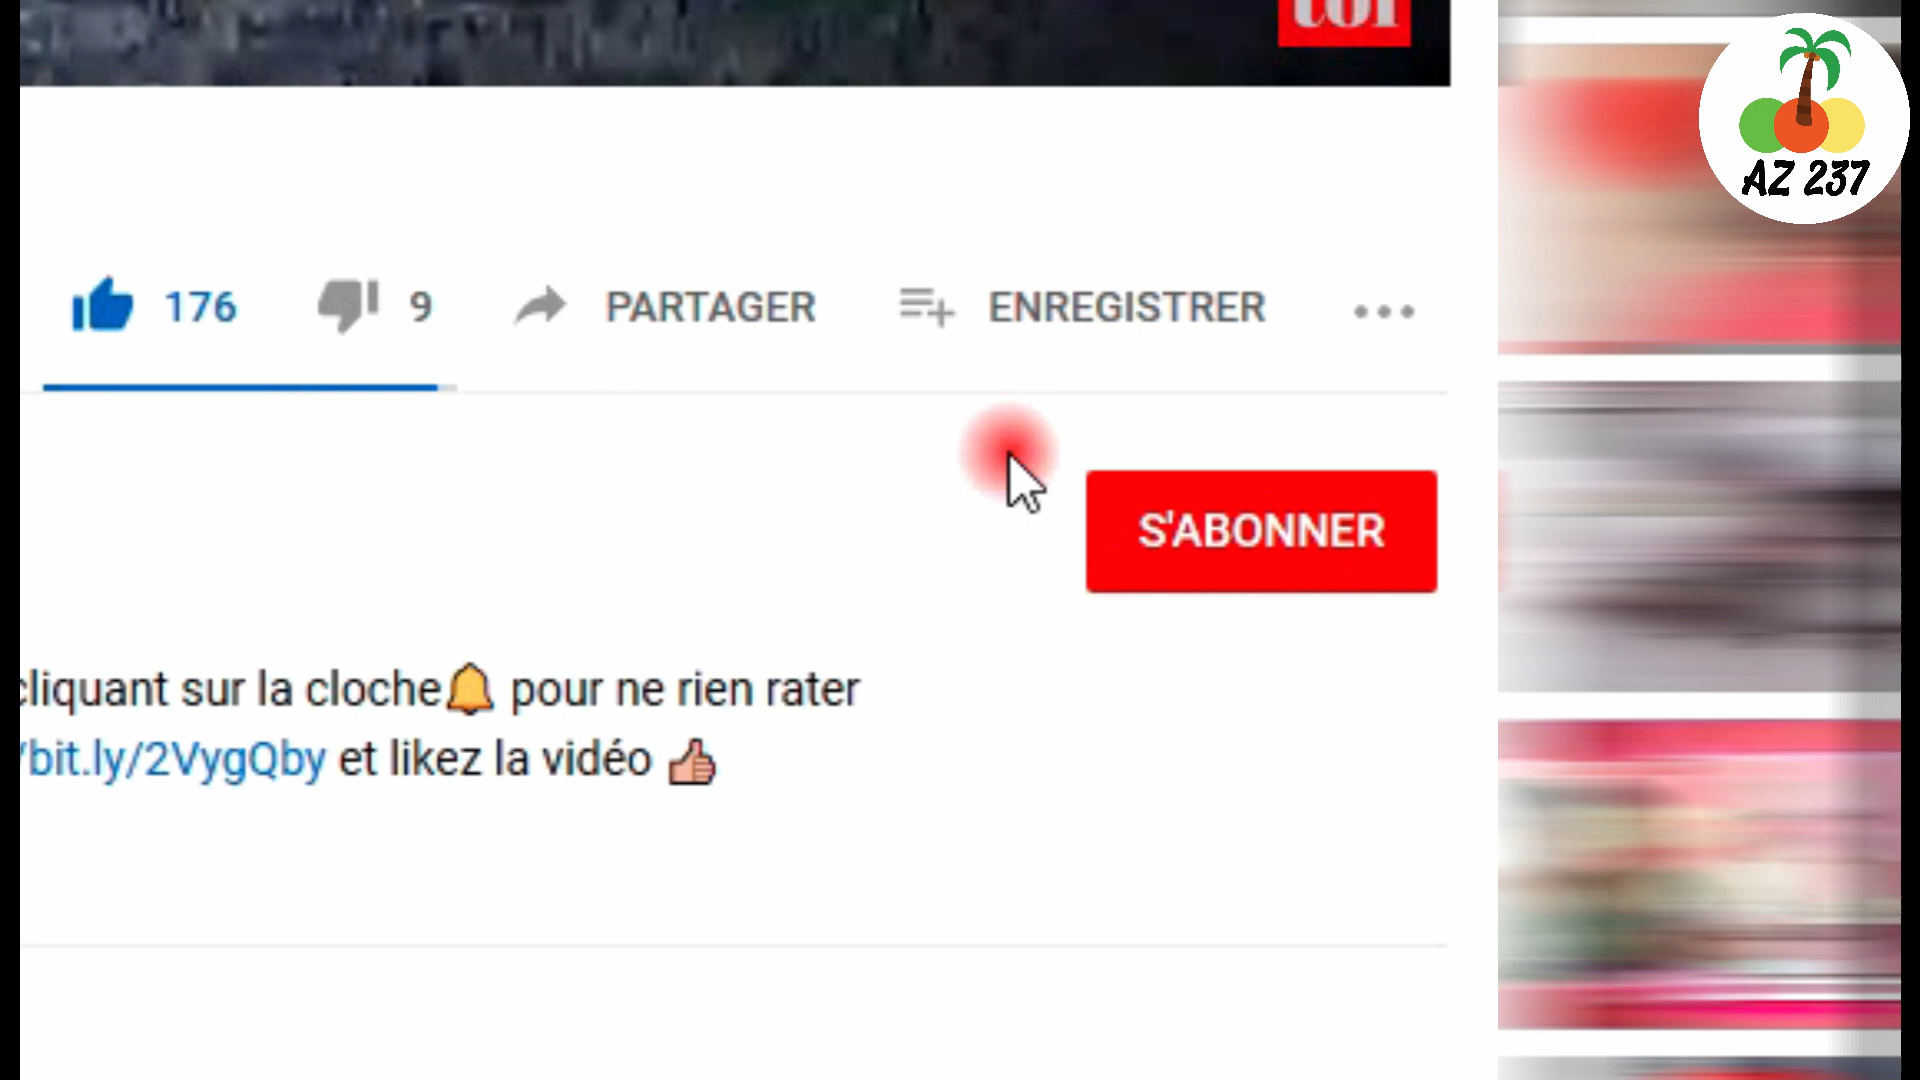 toi
AZ 237
176
9
PARTAGER
ENREGISTRER
S'ABONNER
cliquant sur la cloche🔔 pour ne rien rater
/bit.ly/2VygQby et likez la vidéo 👍